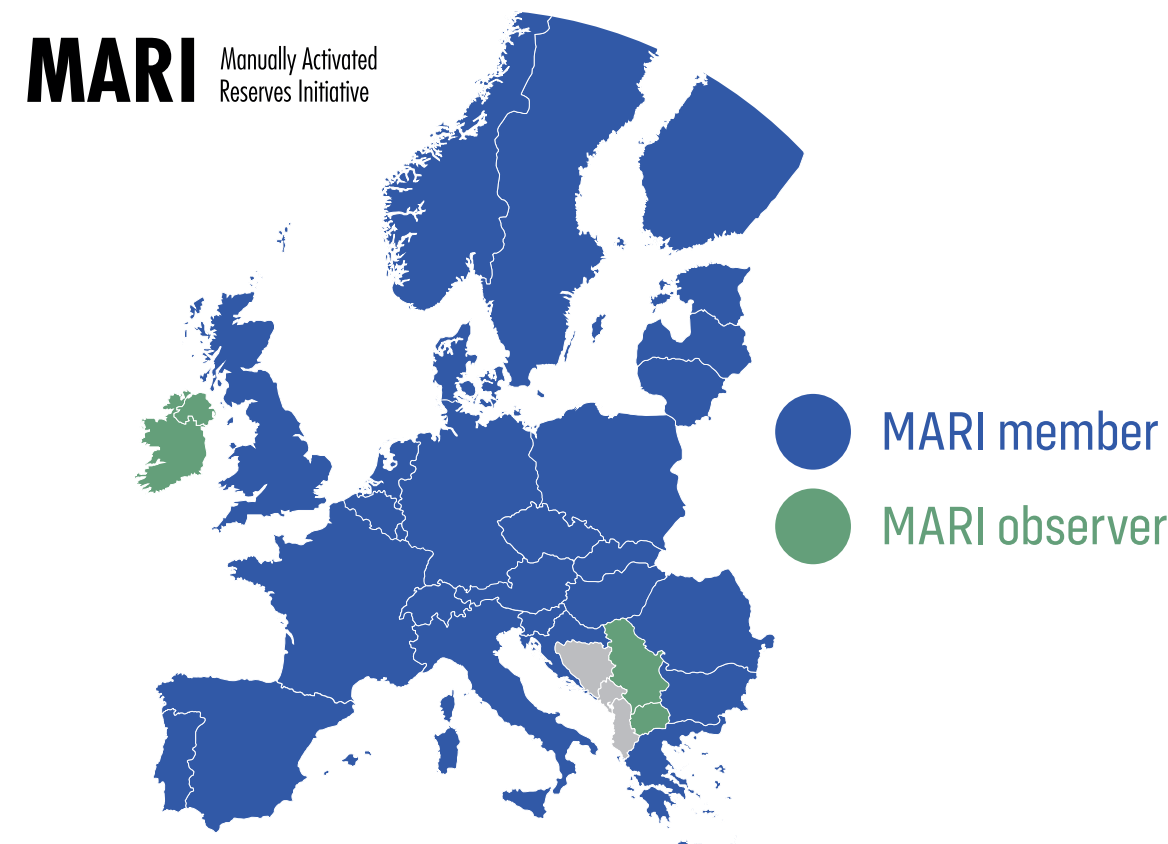 MARI
Manually Activated
Reserves Initiative
MARI member
MARI observer